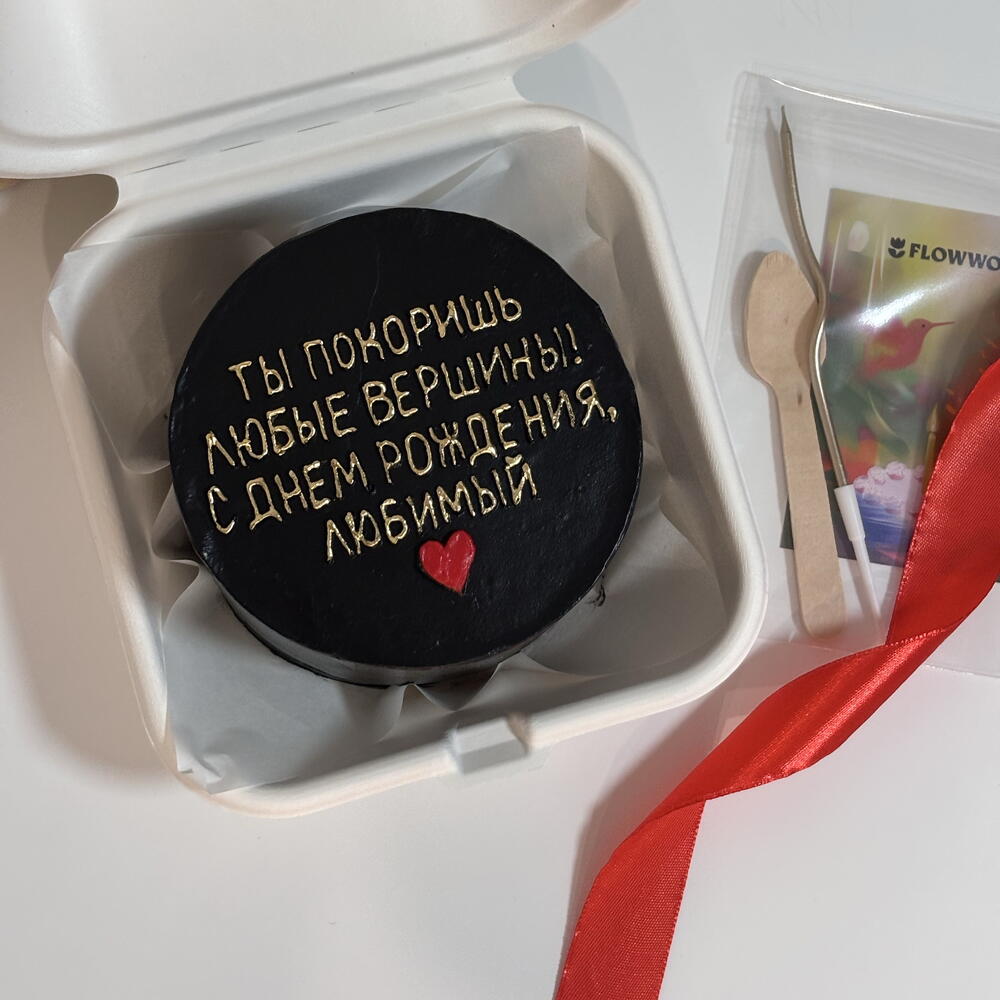 ТЫ ПОКОРИШЬ
ЛЮБЫЕ ВЕРШИНЫ!
С ДНЕМ РОЖДЕНИЯ,
ЛЮБИМЫЙ
FLOWWO